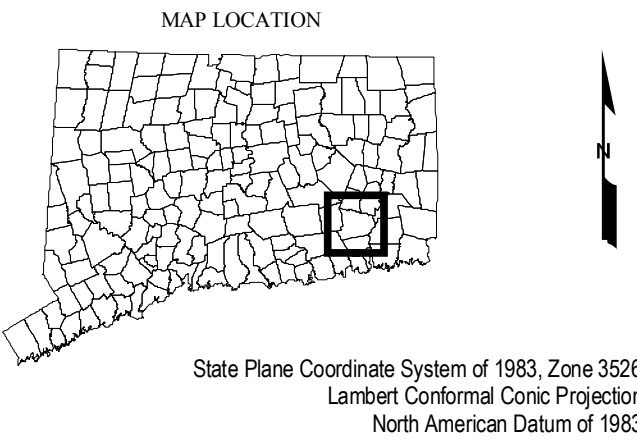 MAP LOCATION
N
State Plane Coordinate System of 1983, Zone 3526
Lambert Conformal Conic Projection
North American Datum of 1983